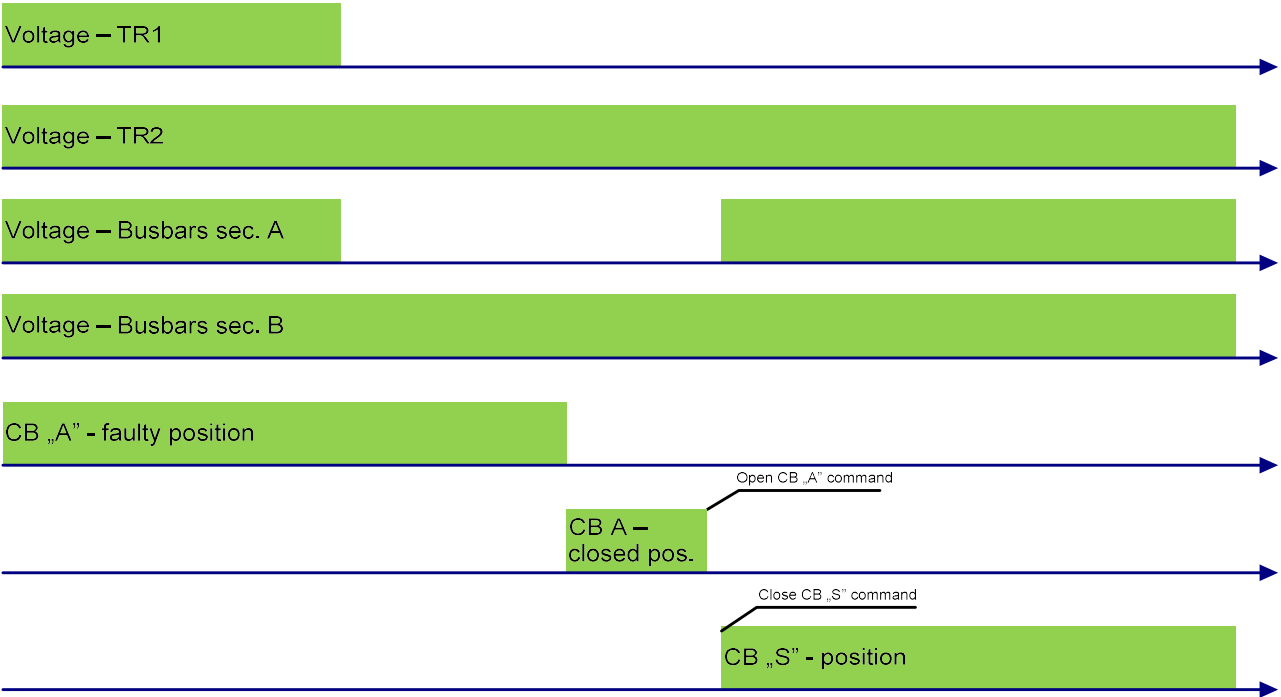 Voltage – TR1
Voltage – TR2
Voltage – Busbars sec. A
Voltage – Busbars sec. B
CB „A” - faulty position
Open CB „A” command
CB A –
closed pos.
Close CB „S” command
CB „S” - position